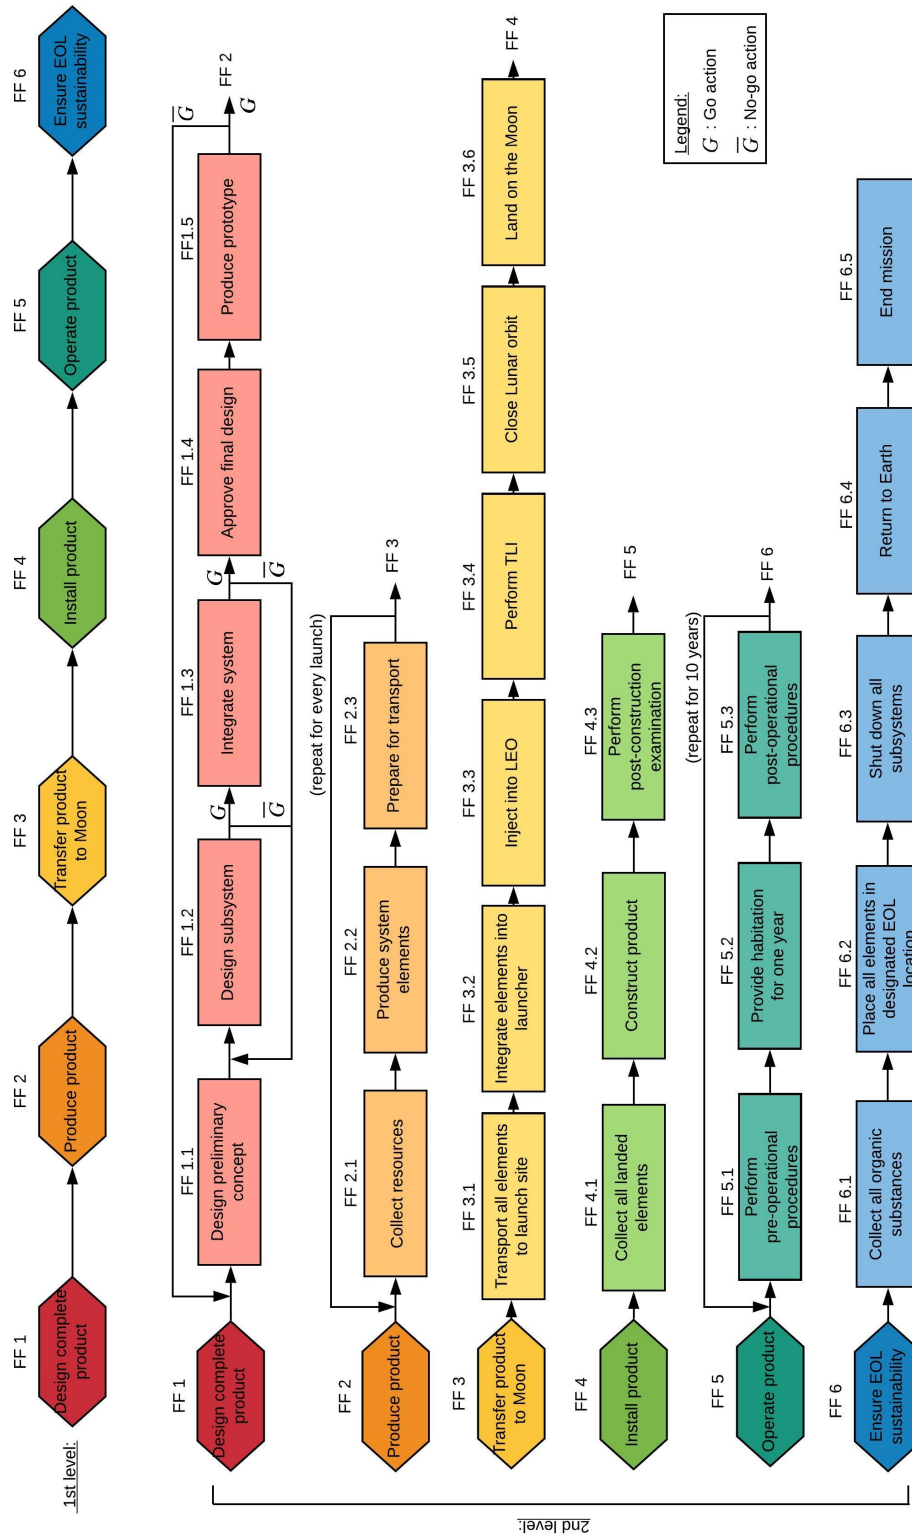 1st level:
FF 1
Design complete
product
FF 2
Produce product
FF 3
Transfer product
to Moon
FF 4
Install product
FF 5
Operate product
FF 6
Ensure EOL
sustainability
2nd level:
FF 1
Design complete
product
FF 1.1
Design preliminary
concept
FF 1.2
Design subsystem
G
G̅
FF 1.3
Integrate system
G
G̅
FF 1.4
Approve final design
FF1.5
Produce prototype
G̅
G
FF 2
FF 2
Produce product
FF 2.1
Collect resources
FF 2.2
Produce system
elements
FF 2.3
Prepare for transport
(repeat for every launch)
FF 3
FF 3
Transfer product
to Moon
FF 3.1
Transport all elements
to launch site
FF 3.2
Integrate elements into
launcher
FF 3.3
Inject into LEO
FF 3.4
Perform TLI
FF 3.5
Close Lunar orbit
FF 3.6
Land on the Moon
FF 4
FF 4
Install product
FF 4.1
Collect all landed
elements
FF 4.2
Construct product
FF 4.3
Perform
post-construction
examination
FF 5
FF 5
Operate product
FF 5.1
Perform
pre-operational
procedures
FF 5.2
Provide habitation
for one year
FF 5.3
Perform
post-operational
procedures
(repeat for 10 years)
FF 6
FF 6
Ensure EOL
sustainability
FF 6.1
Collect all organic
substances
FF 6.2
Place all elements in
designated EOL
location
FF 6.3
Shut down all
subsystems
FF 6.4
Return to Earth
FF 6.5
End mission
Legend:
G : Go action
G̅ : No-go action